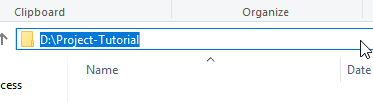 Clipboard Organize
D:\Project-Tutorial
Name Date
cess